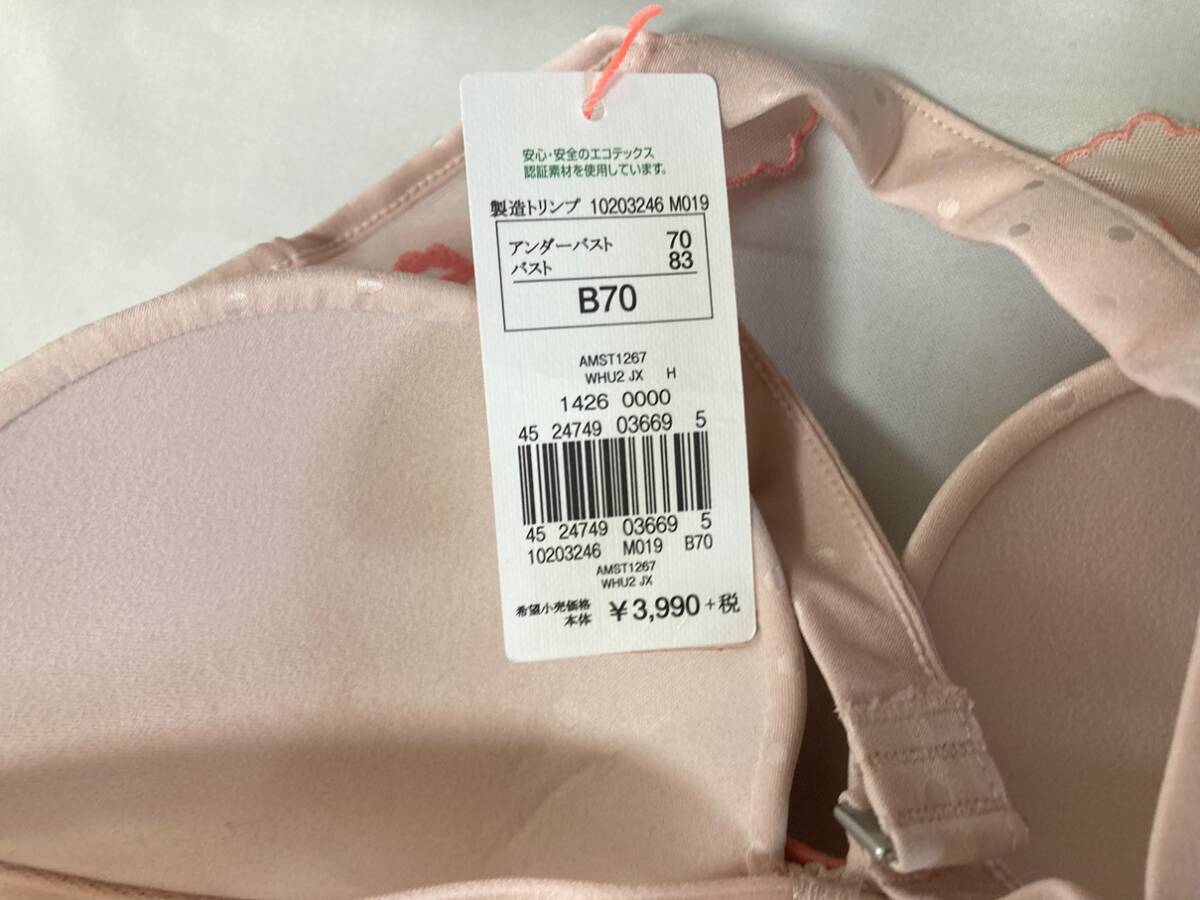 安心・安全のエコテックス
認証素材を使用しています。
製造トリンプ 10203246 M019
アンダーバスト 70
バスト 83
B70
AMST1267
WHU2 JX H
1426 0000
45 24749 03669 5
45 24749 03669 5
10203246 M019 B70
AMST1267
WHU2 JX
希望小売価格
本体 ¥3,990+税